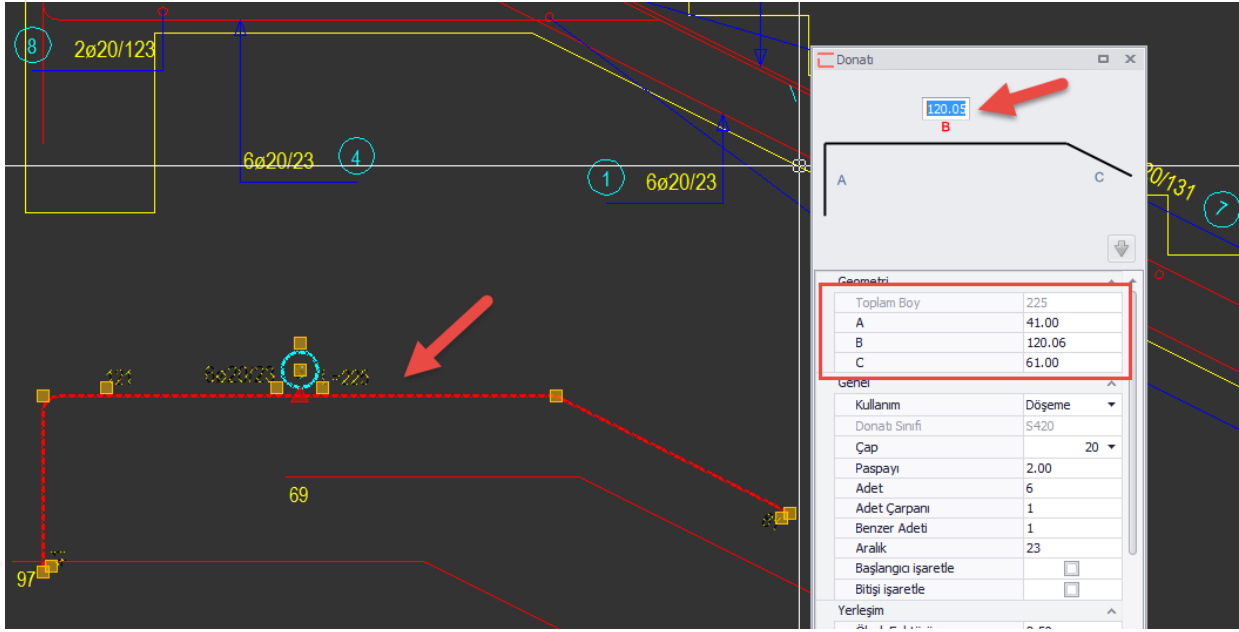 8
2ø20/123
6ø20/23
4
1
6ø20/23
20/131
7
69
97
Donatı
120.05
B
A
C
Geometri
Toplam Boy 225
A 41.00
B 120.06
C 61.00
Genel
Kullanım Döşeme
Donatı Sınıfı S420
Çap 20
Paspayı 2.00
Adet 6
Adet Çarpanı 1
Benzer Adeti 1
Aralık 23
Başlangıcı işaretle
Bitişi işaretle
Yerleşim